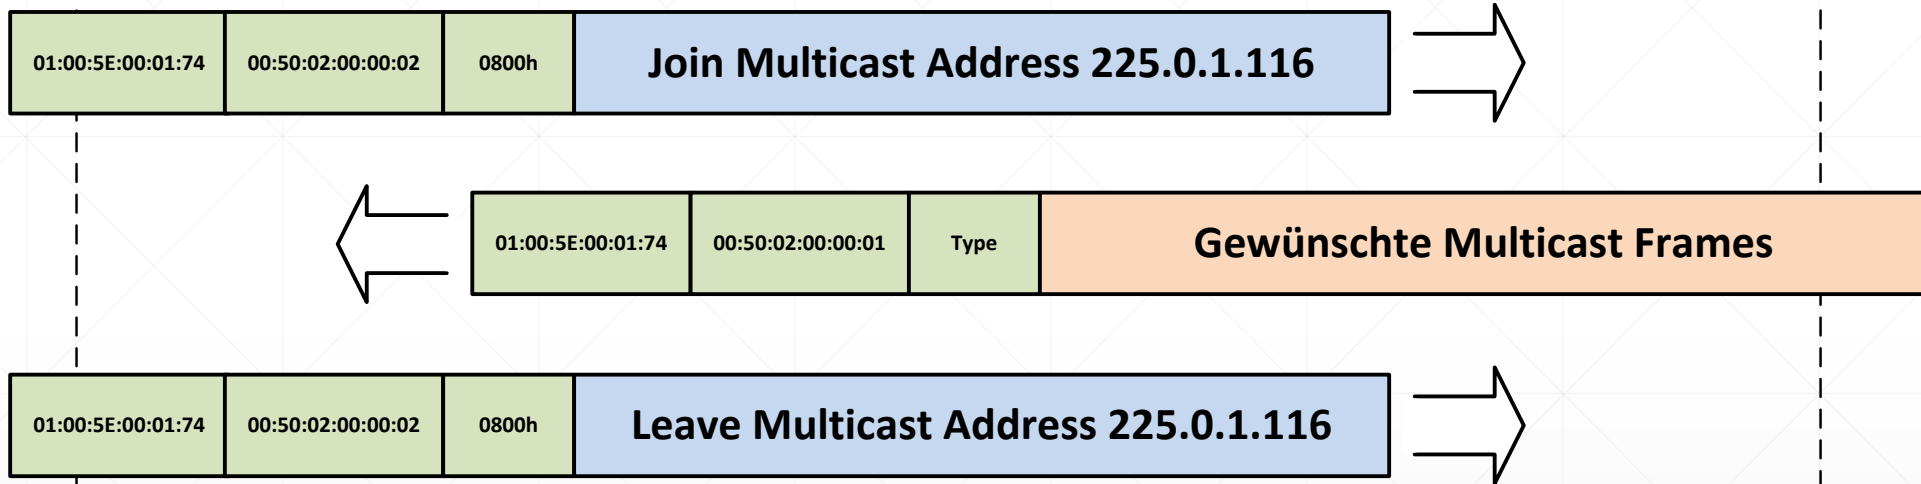 01:00:5E:00:01:74 00:50:02:00:00:02 0800h Join Multicast Address 225.0.1.116
01:00:5E:00:01:74 00:50:02:00:00:01 Type Gewünschte Multicast Frames
01:00:5E:00:01:74 00:50:02:00:00:02 0800h Leave Multicast Address 225.0.1.116